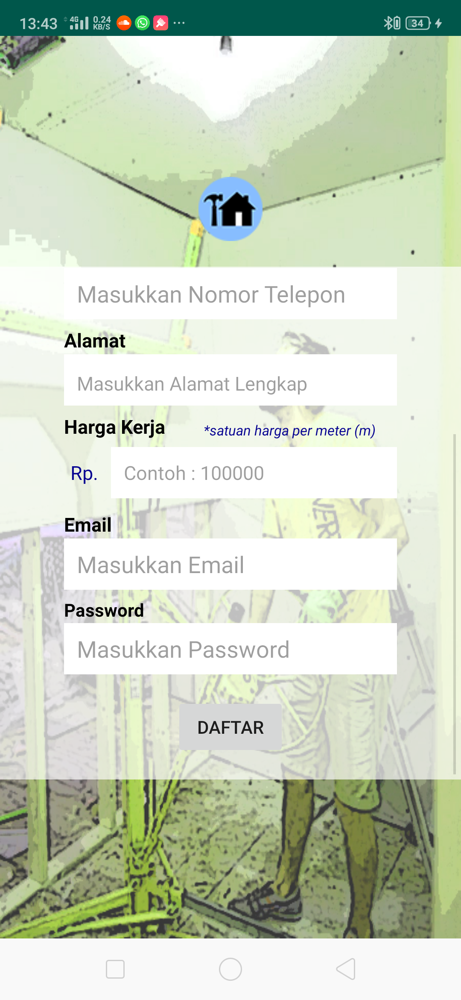 13:43 4G 0.24 KB/S 34
Masukkan Nomor Telepon
Alamat
Masukkan Alamat Lengkap
Harga Kerja *satuan harga per meter (m)
Rp. Contoh : 100000
Email
NER
Masukkan Email
Password
Masukkan Password
DAFTAR